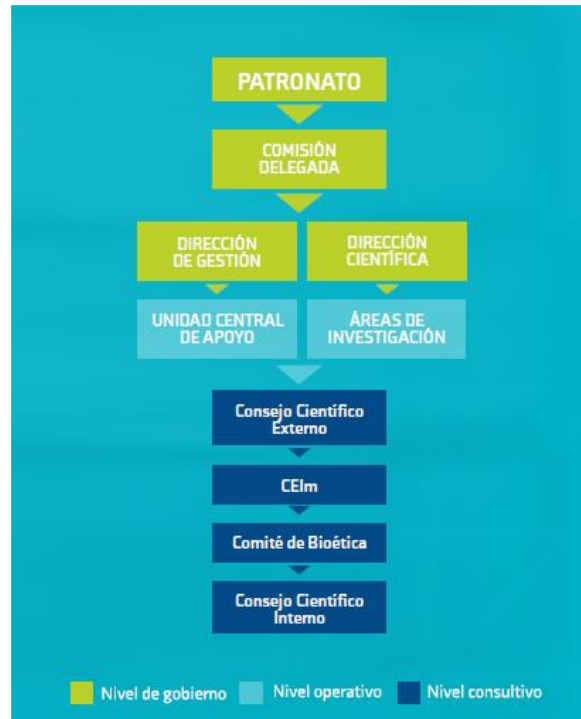 PATRONATO
COMISIÓN
DELEGADA
DIRECCIÓN
DE GESTIÓN
DIRECCIÓN
CIENTÍFICA
UNIDAD CENTRAL
DE APOYO
ÁREAS DE
INVESTIGACIÓN
Consejo Científico
Externo
CEIm
Comité de Bioética
Consejo Científico
Interno
Nivel de gobierno
Nivel operativo
Nivel consultivo